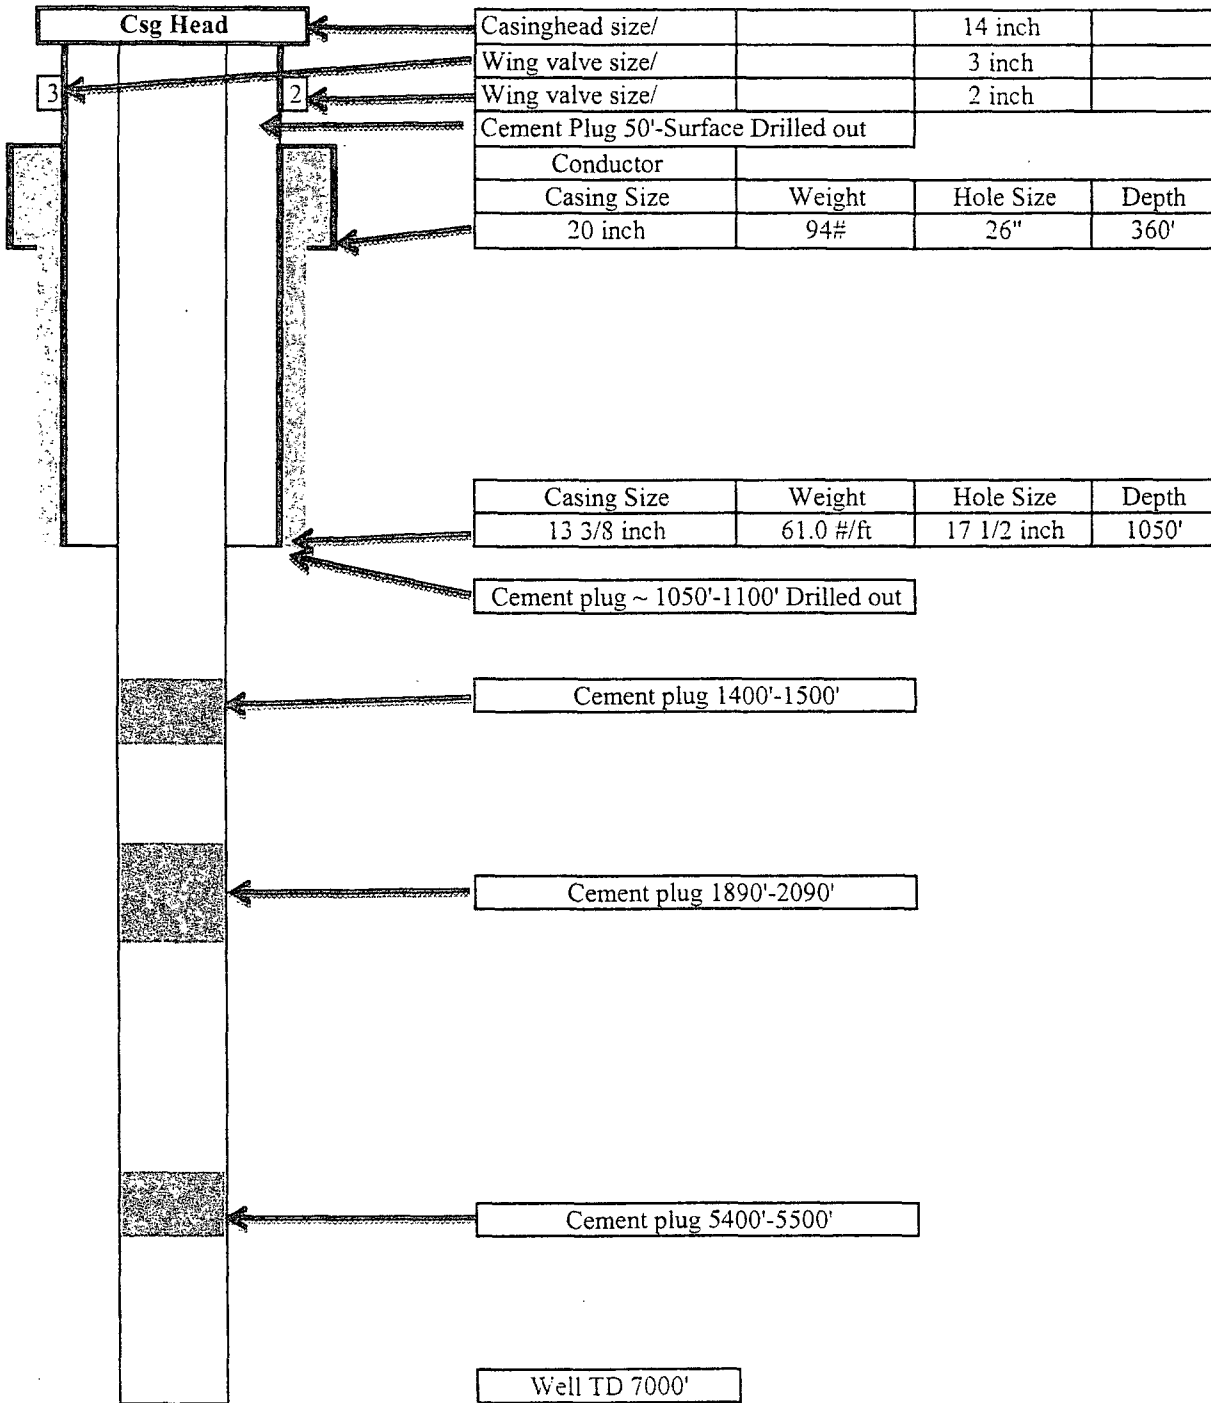 Csg Head
Casinghead size/ 14 inch
Wing valve size/ 3 inch
3
2
Wing valve size/ 2 inch
Cement Plug 50'-Surface Drilled out
Conductor
Casing Size Weight Hole Size Depth
20 inch 94# 26" 360'
Casing Size Weight Hole Size Depth
13 3/8 inch 61.0 #/ft 17 1/2 inch 1050'
Cement plug ~ 1050'-1100' Drilled out
Cement plug 1400'-1500'
Cement plug 1890'-2090'
Cement plug 5400'-5500'
Well TD 7000'